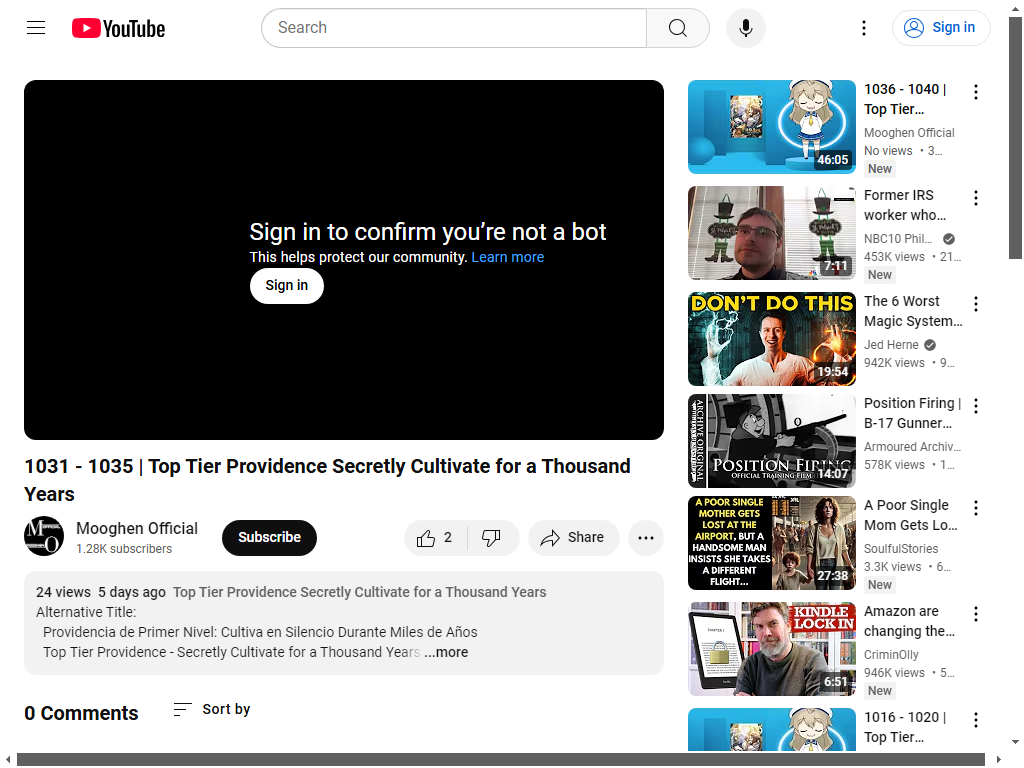 YouTube
Search
Sign in
Sign in to confirm you’re not a bot
This helps protect our community. Learn more
Sign in
1031 - 1035 | Top Tier Providence Secretly Cultivate for a Thousand
Years
Mooghen Official
1.28K subscribers
Subscribe
2
Share
24 views 5 days ago Top Tier Providence Secretly Cultivate for a Thousand Years
Alternative Title:
Providencia de Primer Nivel: Cultiva en Silencio Durante Miles de Años
Top Tier Providence - Secretly Cultivate for a Thousand Years ...more
0 Comments
Sort by
46:05
1036 - 1040 |
Top Tier…
Mooghen Official
No views • 3…
New
7:11
Former IRS
worker who…
NBC10 Phil…
453K views • 21…
New
DON'T DO THIS
19:54
The 6 Worst
Magic System…
Jed Herne
942K views • 9…
ARCHIVE ORIGINAL
POSITION FIRING
OFFICIAL TRAINING FILM
14:07
Position Firing |
B-17 Gunner…
Armoured Archiv…
578K views • 1…
A POOR SINGLE
MOTHER GETS
LOST AT THE
AIRPORT, BUT A
HANDSOME MAN
INSISTS SHE TAKES
A DIFFERENT
FLIGHT...
27:38
A Poor Single
Mom Gets Lo…
SoulfulStories
3.3K views • 6…
New
KINDLE
LOCK IN
6:51
Amazon are
changing the…
CriminOlly
946K views • 5…
New
1016 - 1020 |
Top Tier…